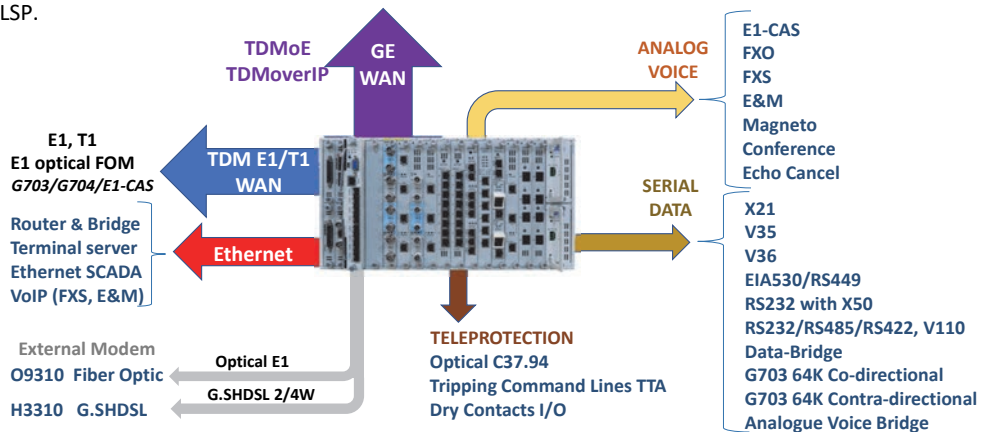 LSP.
TDMoE
TDMoverIP
GE
WAN
ANALOG
VOICE
E1-CAS
FXO
FXS
E&M
Magneto
Conference
Echo Cancel
E1, T1
E1 optical FOM
G703/G704/E1-CAS
TDM E1/T1
WAN
Router & Bridge
Terminal server
Ethernet SCADA
VoIP (FXS, E&M)
Ethernet
SERIAL
DATA
X21
V35
V36
EIA530/RS449
RS232 with X50
RS232/RS485/RS422, V110
Data-Bridge
G703 64K Co-directional
G703 64K Contra-directional
Analogue Voice Bridge
TELEPROTECTION
Optical C37.94
Tripping Command Lines TTA
Dry Contacts I/O
External Modem
O9310 Fiber Optic
Optical E1
H3310 G.SHDSL
G.SHDSL 2/4W